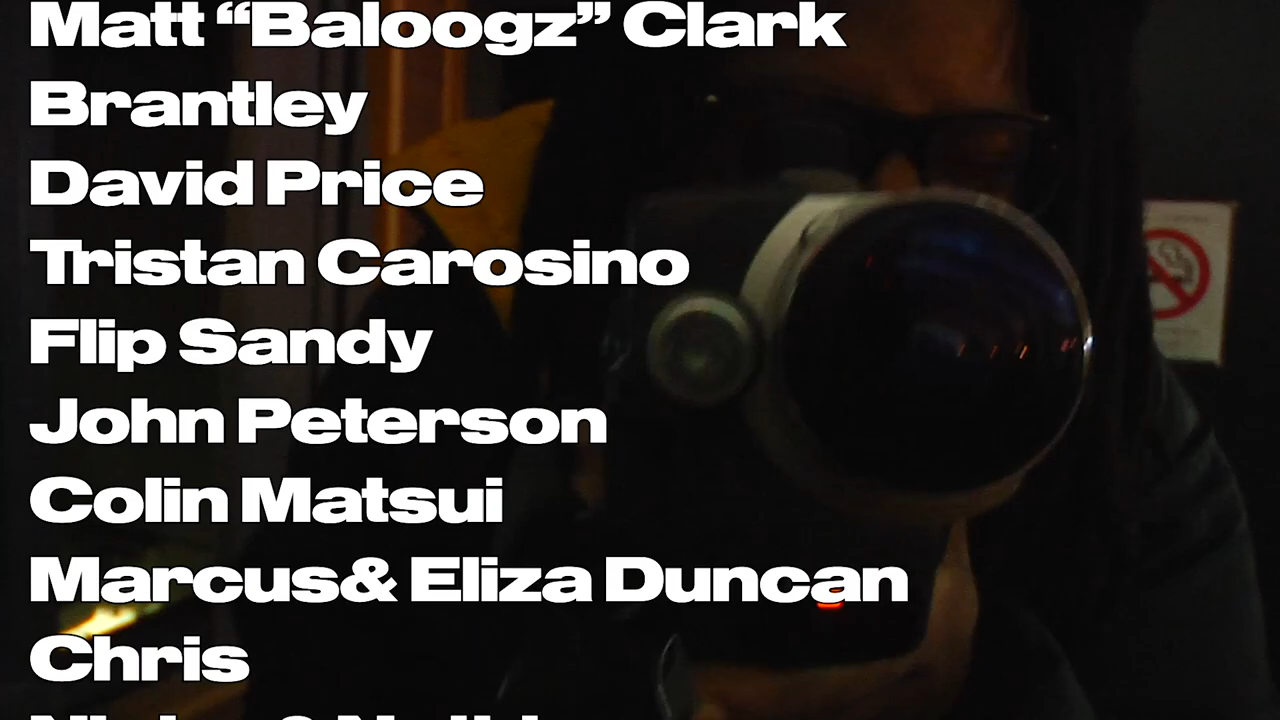 Matt “Baloogz” Clark
Brantley
David Price
Tristan Carosino
Flip Sandy
John Peterson
Colin Matsui
Marcus& Eliza Duncan
Chris